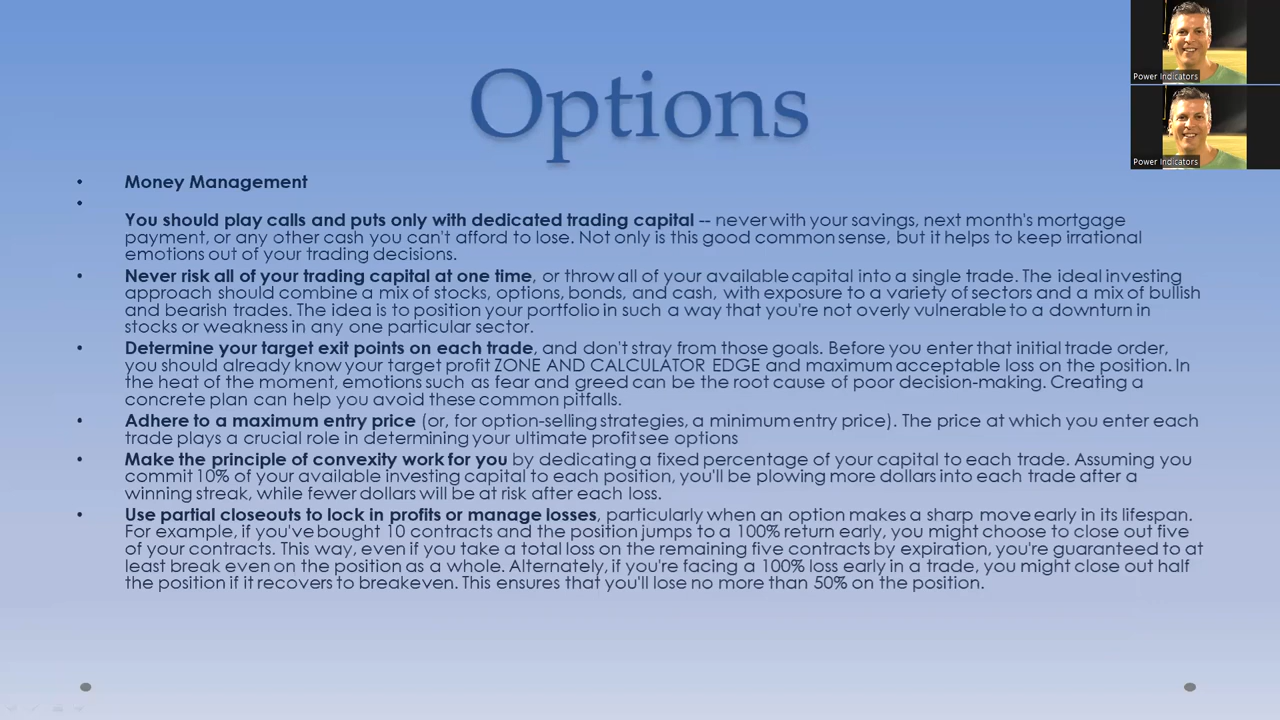 Options
Power Indicators
Power Indicators
• Money Management
•
You should play calls and puts only with dedicated trading capital -- never with your savings, next month's mortgage
payment, or any other cash you can't afford to lose. Not only is this good common sense, but it helps to keep irrational
emotions out of your trading decisions.
• Never risk all of your trading capital at one time, or throw all of your available capital into a single trade. The ideal investing
approach should combine a mix of stocks, options, bonds, and cash, with exposure to a variety of sectors and a mix of bullish
and bearish trades. The idea is to position your portfolio in such a way that you're not overly vulnerable to a downturn in
stocks or weakness in any one particular sector.
• Determine your target exit points on each trade, and don't stray from those goals. Before you enter that initial trade order,
you should already know your target profit ZONE AND CALCULATOR EDGE and maximum acceptable loss on the position. In
the heat of the moment, emotions such as fear and greed can be the root cause of poor decision-making. Creating a
concrete plan can help you avoid these common pitfalls.
• Adhere to a maximum entry price (or, for option-selling strategies, a minimum entry price). The price at which you enter each
trade plays a crucial role in determining your ultimate profit see options
• Make the principle of convexity work for you by dedicating a fixed percentage of your capital to each trade. Assuming you
commit 10% of your available investing capital to each position, you'll be plowing more dollars into each trade after a
winning streak, while fewer dollars will be at risk after each loss.
• Use partial closeouts to lock in profits or manage losses, particularly when an option makes a sharp move early in its lifespan.
For example, if you've bought 10 contracts and the position jumps to a 100% return early, you might choose to close out five
of your contracts. This way, even if you take a total loss on the remaining five contracts by expiration, you're guaranteed to at
least break even on the position as a whole. Alternately, if you're facing a 100% loss early in a trade, you might close out half
the position if it recovers to breakeven. This ensures that you'll lose no more than 50% on the position.